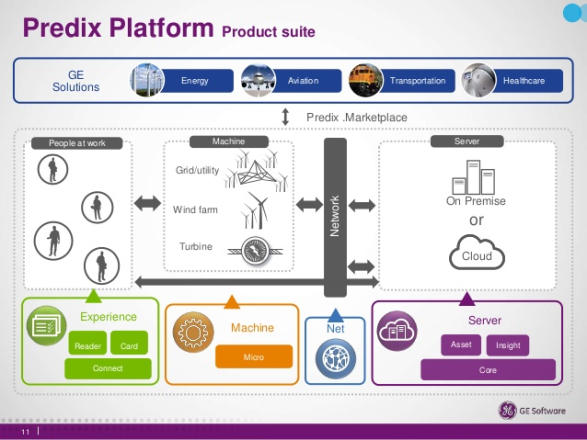 Predix Platform Product suite
GE
Solutions
Energy
Aviation
Transportation
Healthcare
Predix .Marketplace
People at work
Machine
Server
Grid/utility
Wind farm
Turbine
Network
On Premise
or
Cloud
Experience
Reader
Card
Connect
Machine
Micro
Net
Server
Asset
Insight
Core
GE Software
11